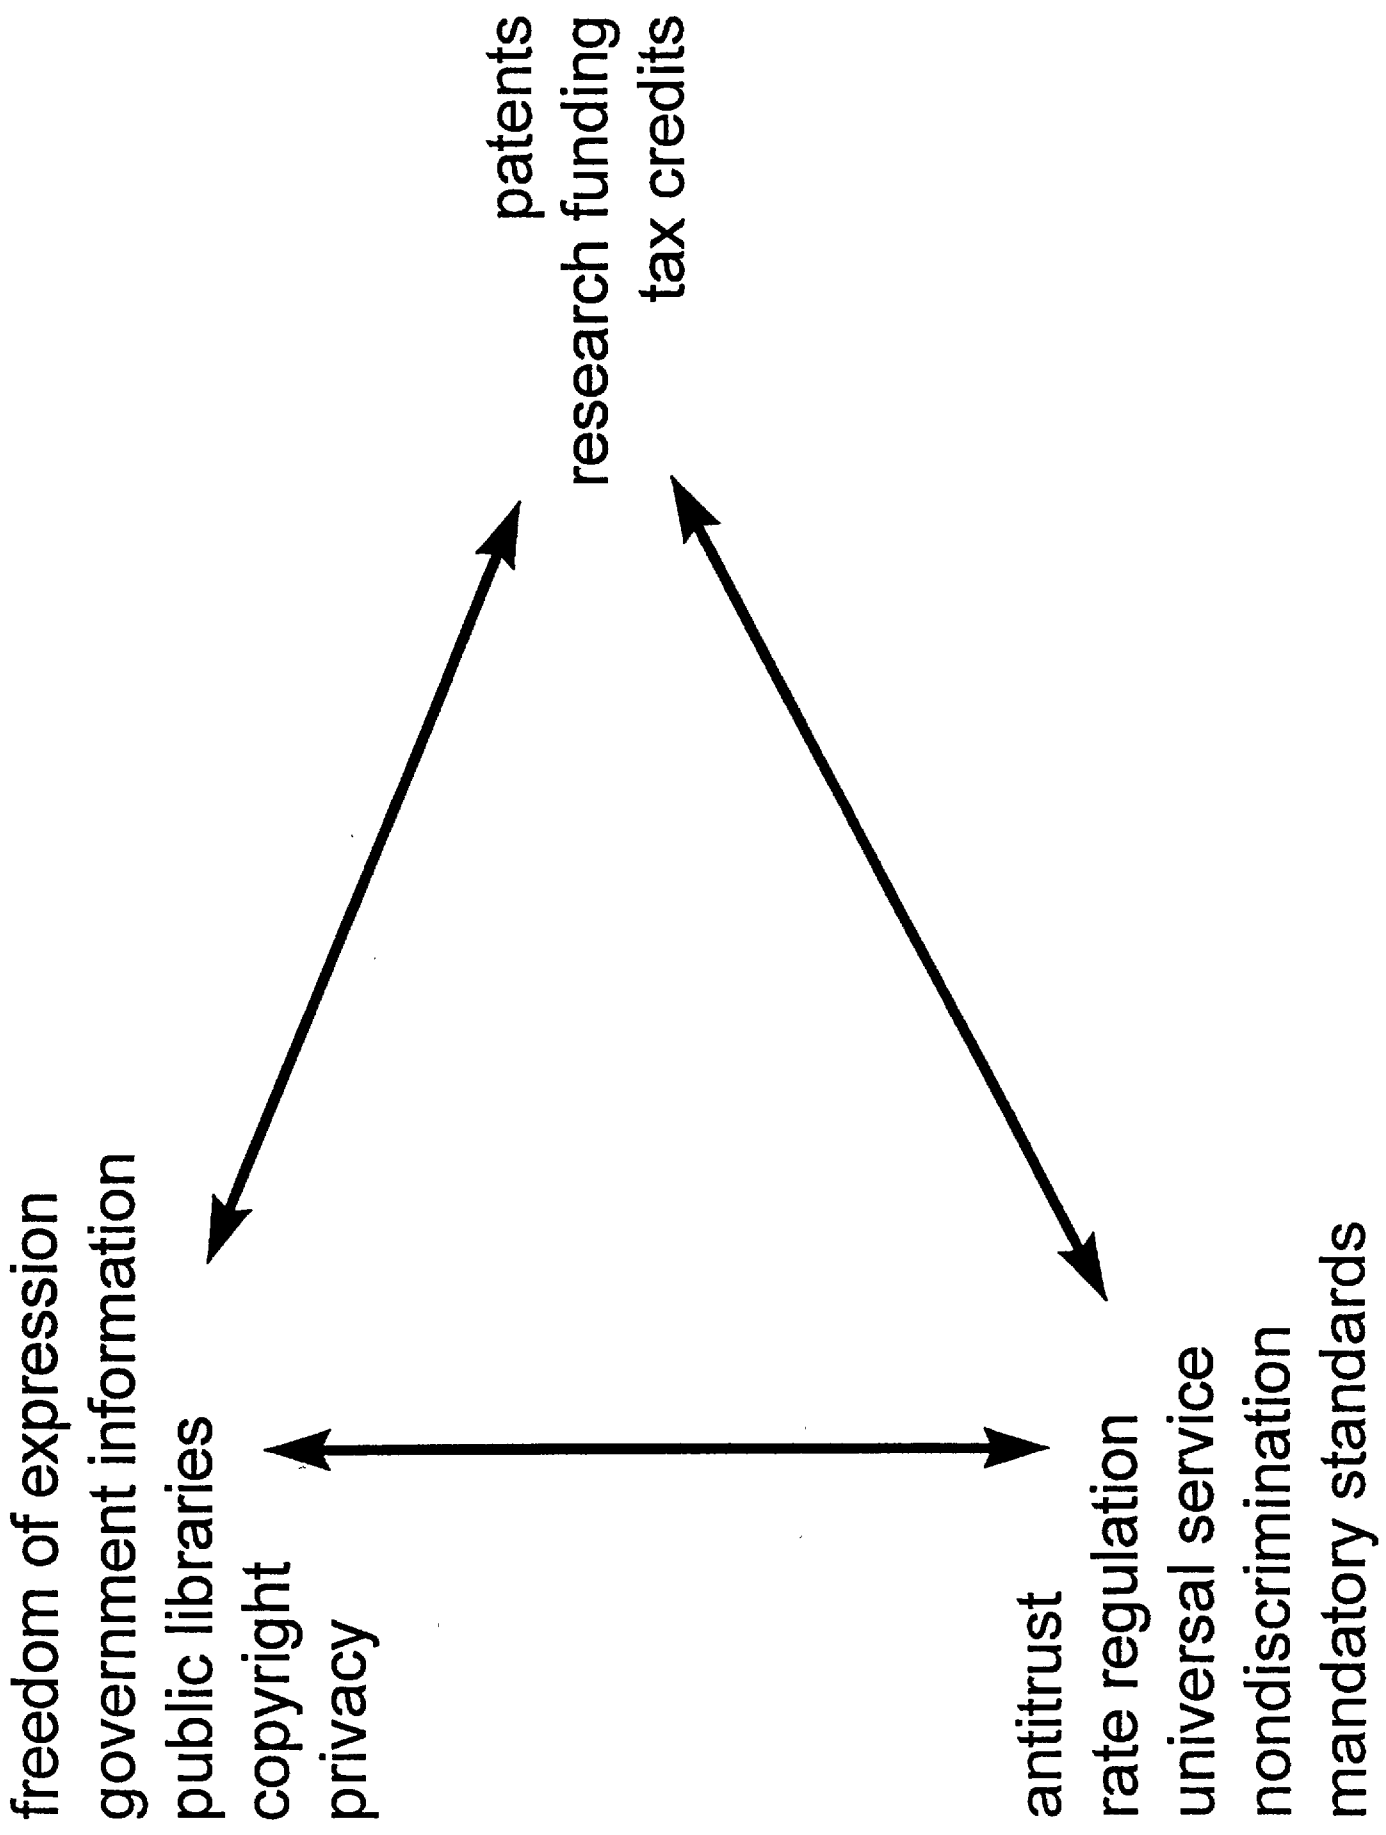 freedom of expression
government information
public libraries
copyright
privacy
patents
research funding
tax credits
antitrust
rate regulation
universal service
nondiscrimination
mandatory standards